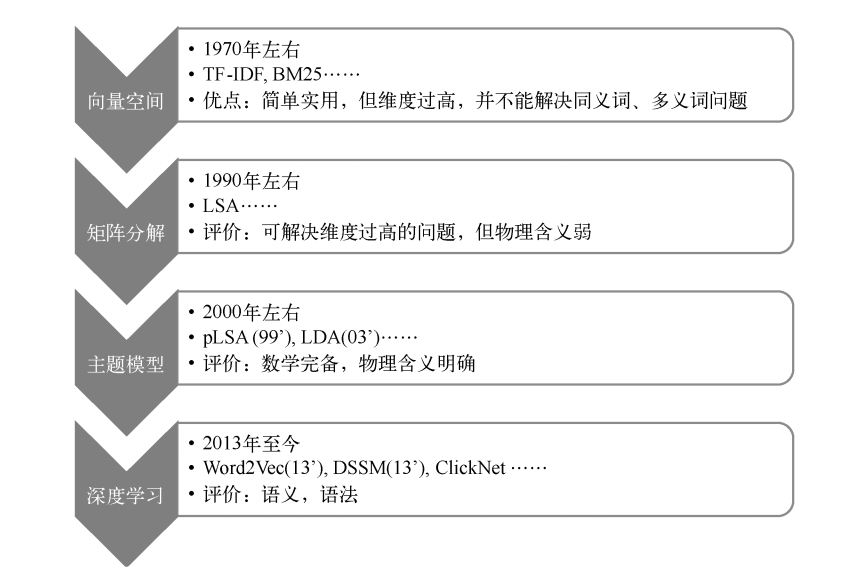 向量空间
• 1970年左右
• TF-IDF, BM25……
• 优点：简单实用，但维度过高，并不能解决同义词、多义词问题
矩阵分解
• 1990年左右
• LSA……
• 评价：可解决维度过高的问题，但物理含义弱
主题模型
• 2000年左右
• pLSA (99’), LDA(03’)……
• 评价：数学完备，物理含义明确
深度学习
• 2013年至今
• Word2Vec(13’), DSSM(13’), ClickNet ……
• 评价：语义，语法